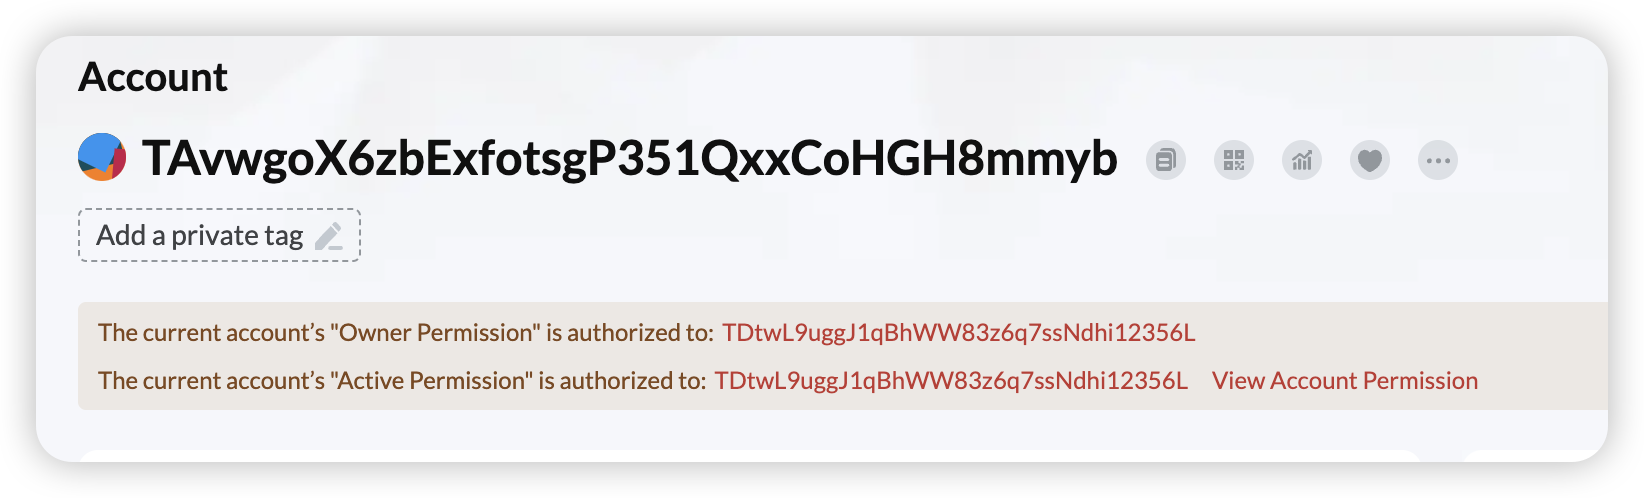 Account
TAvwgoX6zbExfotsgP351QxxCoHGH8mmyb
Add a private tag
The current account’s "Owner Permission" is authorized to: TDtwL9uggJ1qBhWW83z6q7ssNdhi12356L
The current account’s "Active Permission" is authorized to: TDtwL9uggJ1qBhWW83z6q7ssNdhi12356L View Account Permission